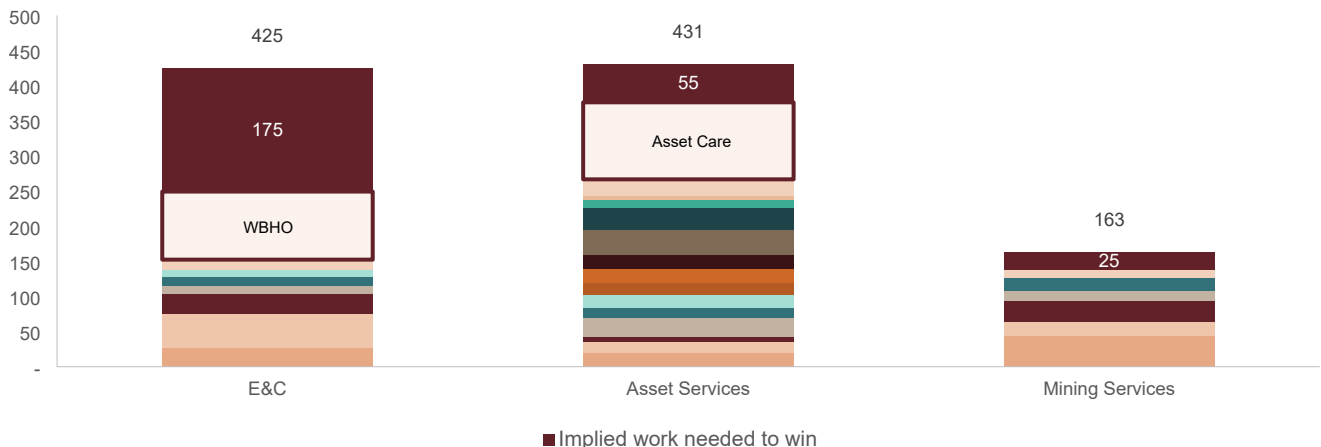 500
450
400
350
300
250
200
150
100
50
-
425
431
163
175
55
25
WBHO
Asset Care
E&C
Asset Services
Mining Services
Implied work needed to win